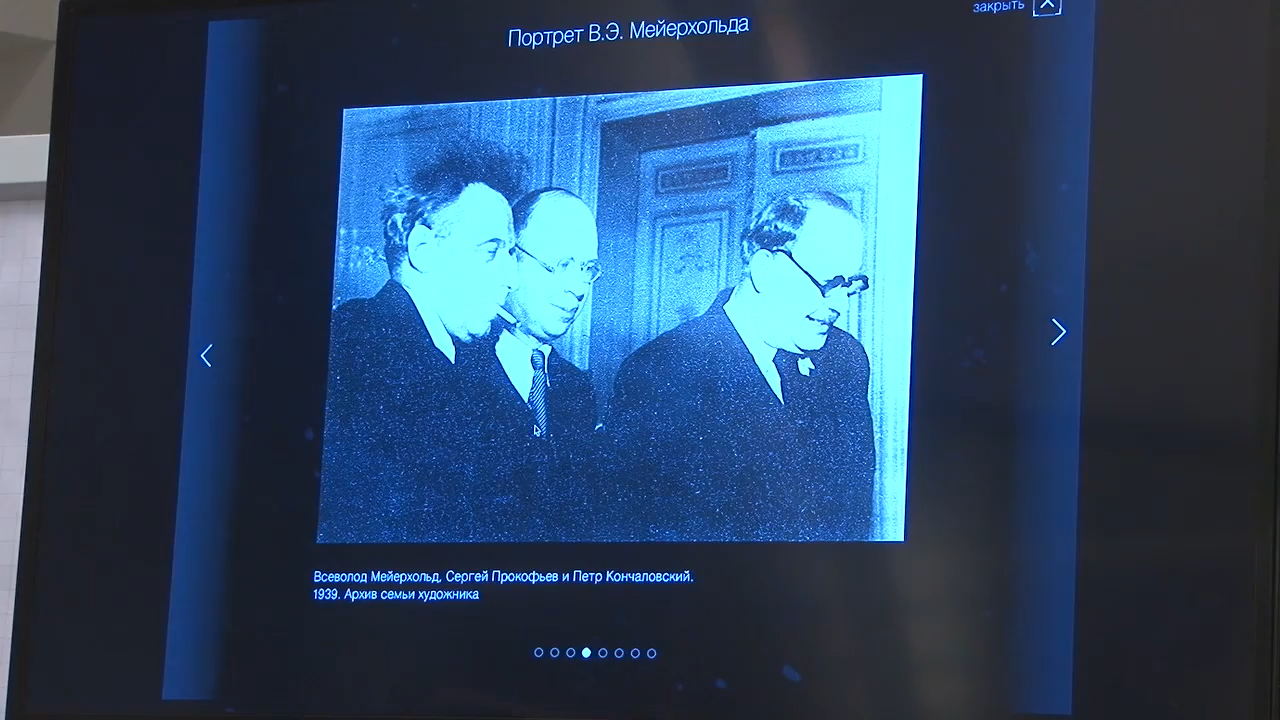 закрыть
Портрет В.Э. Мейерхольда
Всеволод Мейерхольд, Сергей Прокофьев и Петр Кончаловский.
1939. Архив семьи художника